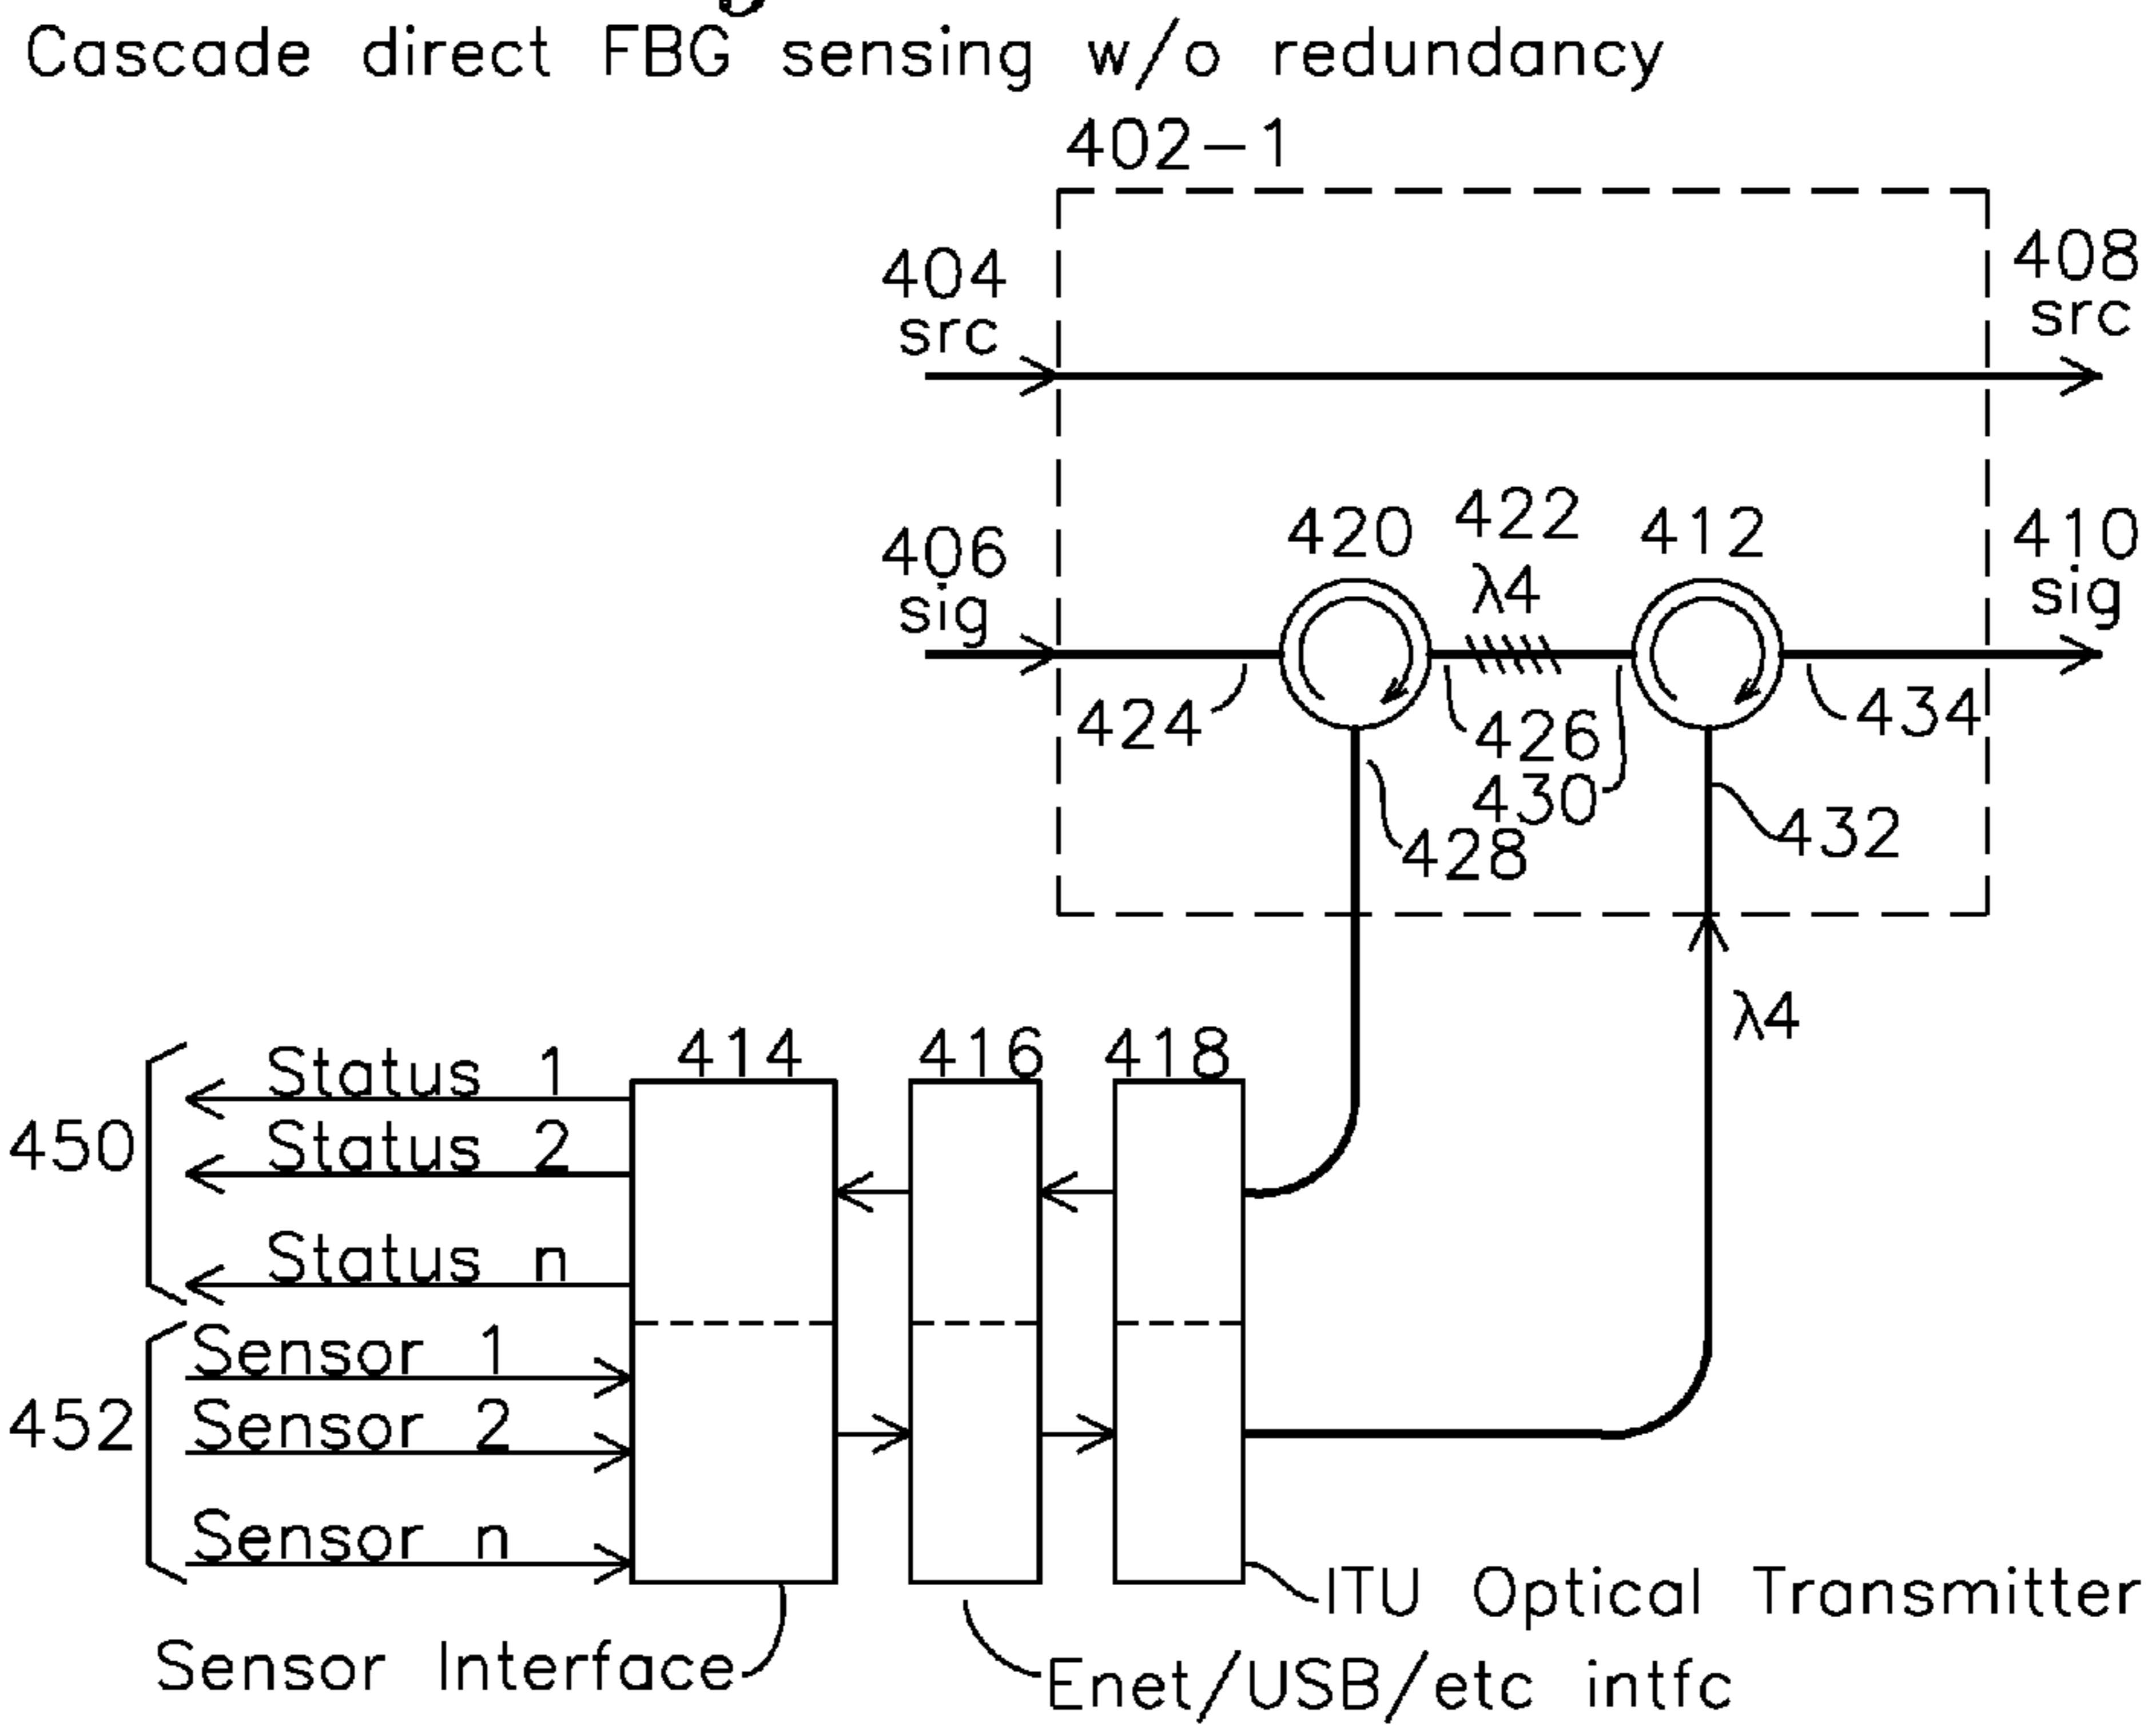 Cascade direct FBG sensing w/o redundancy
402-1
404
src
408
src
406
sig
420
422
λ4
412
410
sig
424
426
430
428
434
432
λ4
414
416
418
450
Status 1
Status 2
Status n
452
Sensor 1
Sensor 2
Sensor n
ITU Optical Transmitter
Sensor Interface
Enet/USB/etc intfc